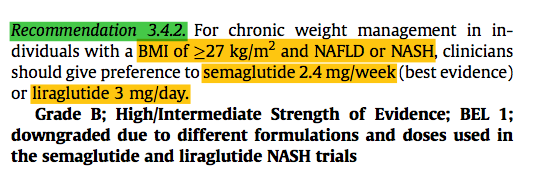 Recommendation 3.4.2. For chronic weight management in in-
dividuals with a BMI of ≥27 kg/m² and NAFLD or NASH, clinicians
should give preference to semaglutide 2.4 mg/week (best evidence)
or liraglutide 3 mg/day.
Grade B; High/Intermediate Strength of Evidence; BEL 1;
downgraded due to different formulations and doses used in
the semaglutide and liraglutide NASH trials